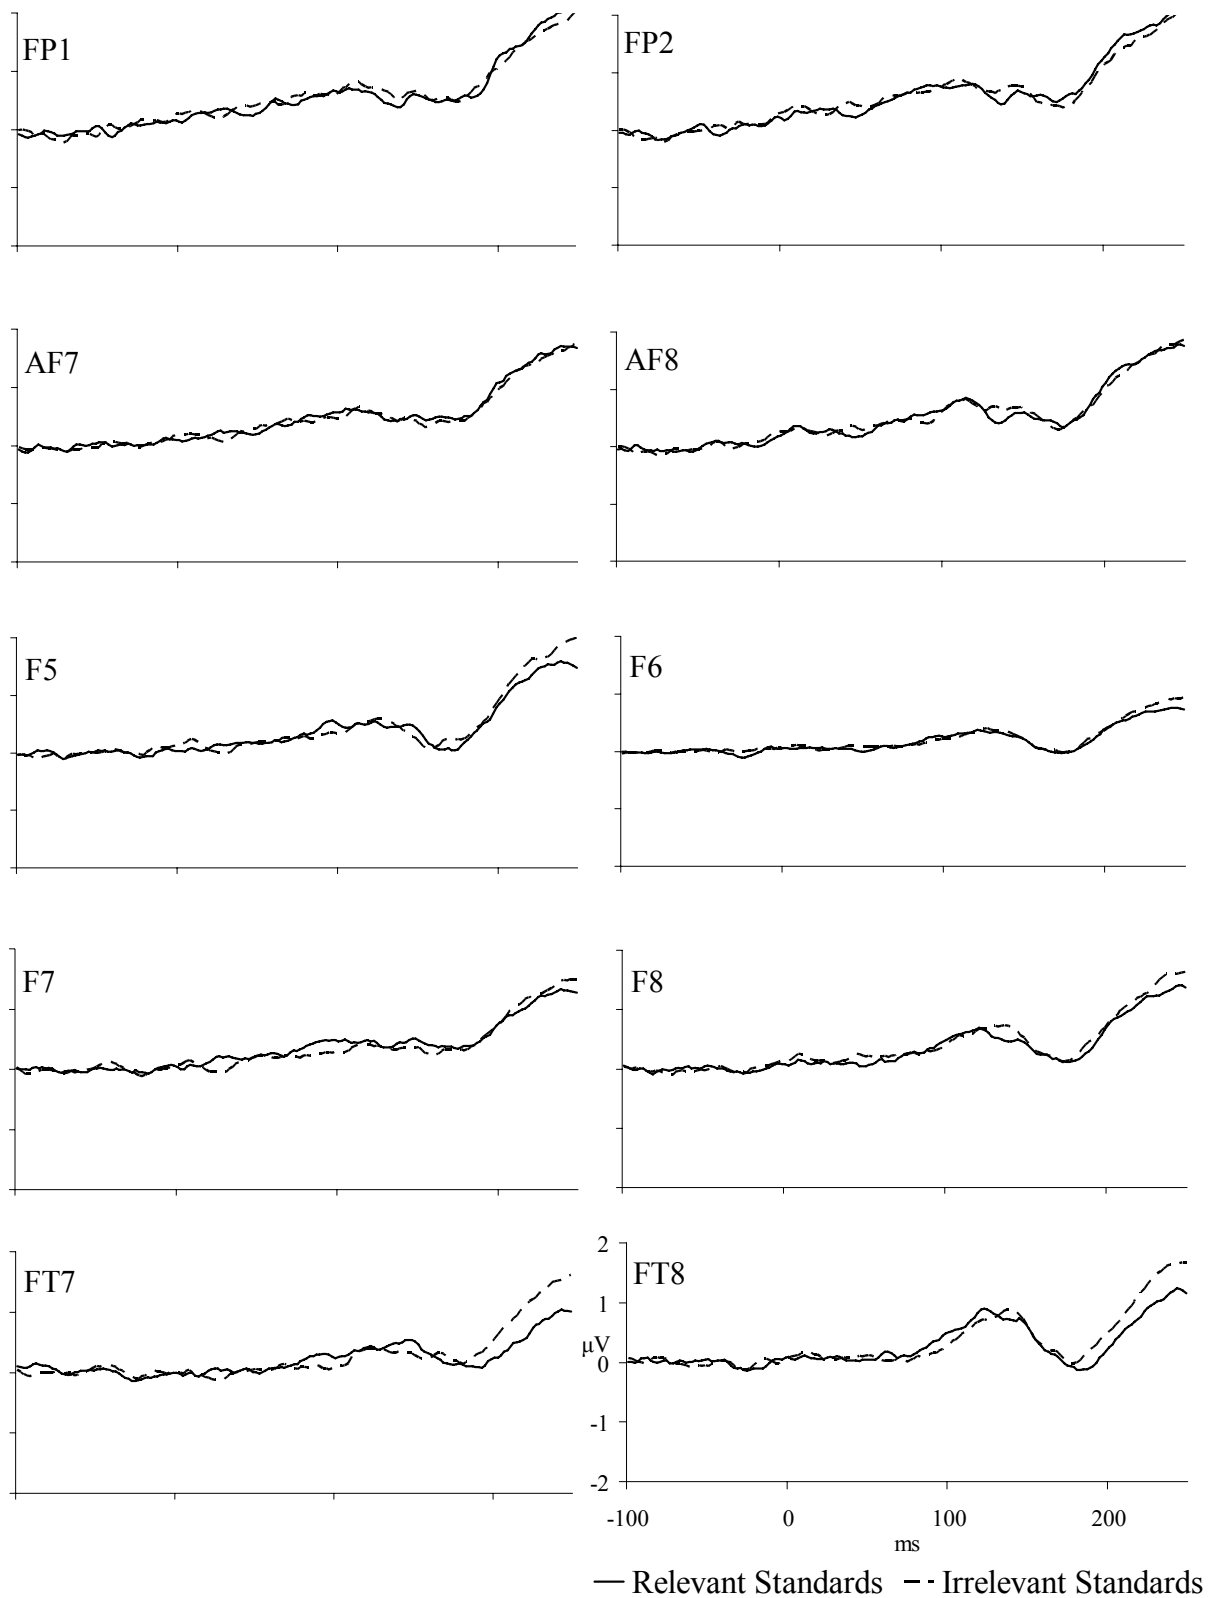 FP1 FP2
AF7 AF8
F5 F6
F7 F8
FT7 FT8
2
1
μV
0
-1
-2
-100 0 100 200
ms
Relevant Standards Irrelevant Standards